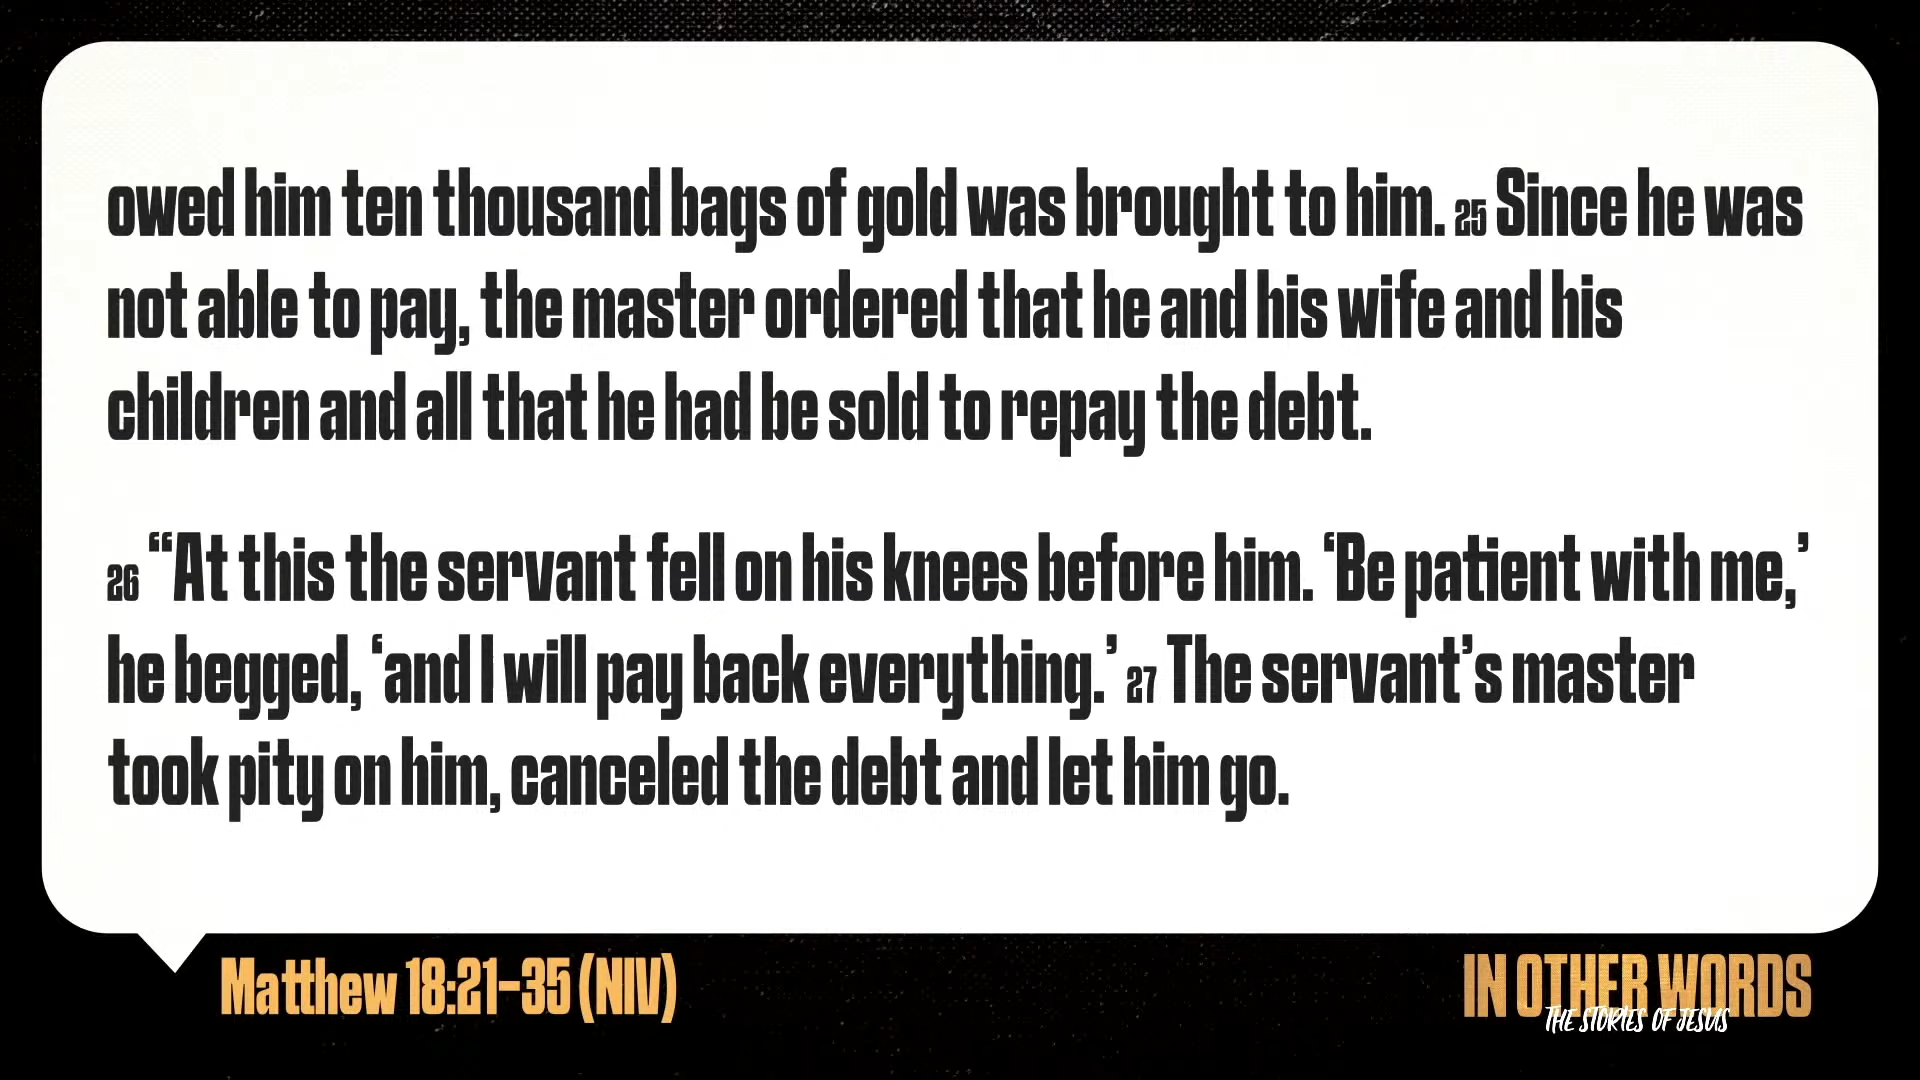 owed him ten thousand bags of gold was brought to him. 25 Since he was
not able to pay, the master ordered that he and his wife and his
children and all that he had be sold to repay the debt.
26 “At this the servant fell on his knees before him. ‘Be patient with me,’
he begged, ‘and I will pay back everything.’ 27 The servant’s master
took pity on him, canceled the debt and let him go.
Matthew 18:21-35 (NIV)
IN OTHER WORDS
THE STORIES OF JESUS